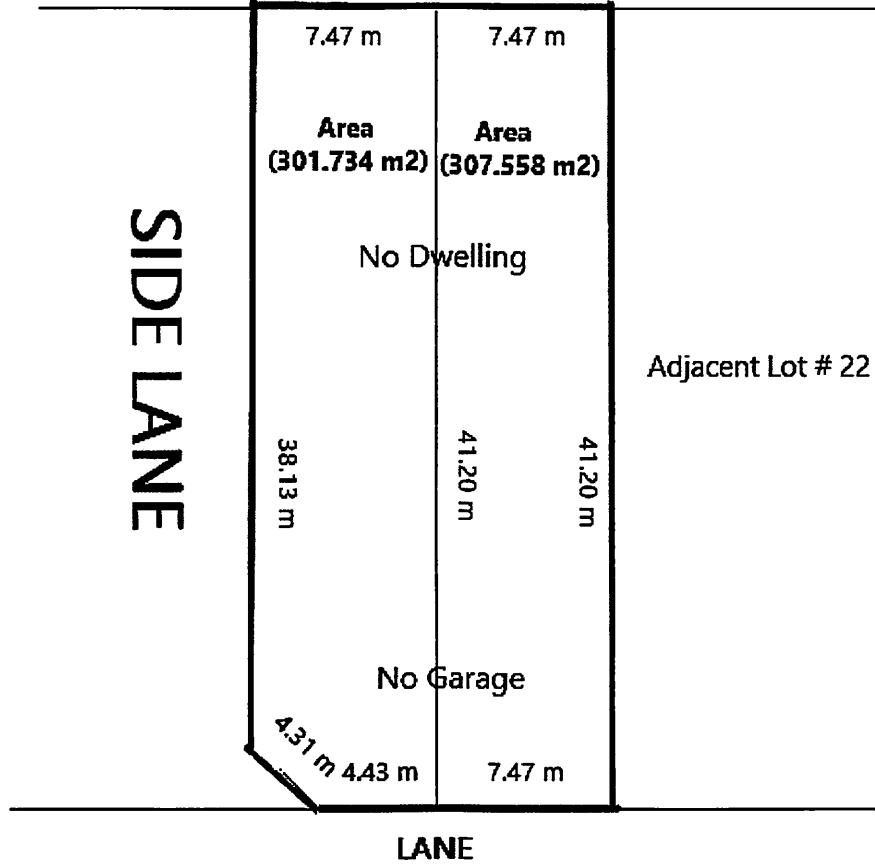 7.47 m 7.47 m
Area
(301.734 m2)
Area
(307.558 m2)
No Dwelling
SIDE LANE
Adjacent Lot # 22
38.13 m
41.20 m
41.20 m
No Garage
4.31 m
4.43 m 7.47 m
LANE